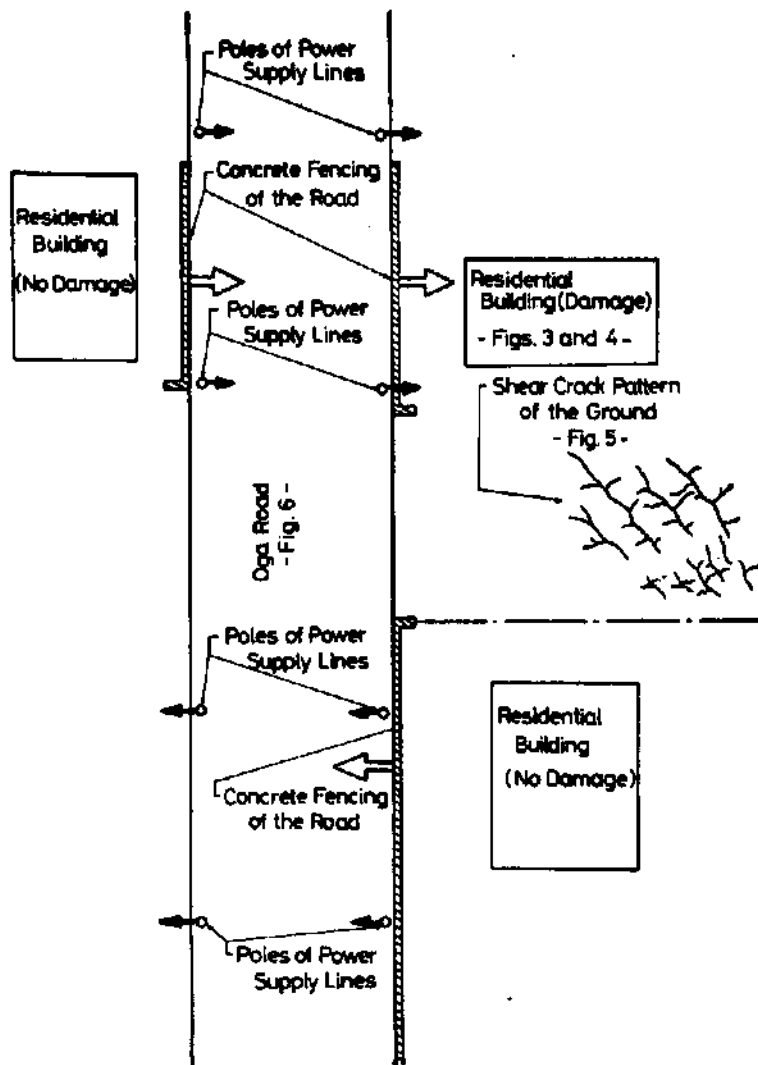 Poles of Power
Supply Lines
Concrete Fencing
of the Road
Residential
Building
(No Damage)
Residential
Building (Damage)
- Figs. 3 and 4 -
Poles of Power
Supply Lines
Shear Crack Pattern
of the Ground
- Fig. 5 -
Oga Road
- Fig. 6 -
Poles of Power
Supply Lines
Residential
Building
(No Damage)
Concrete Fencing
of the Road
Poles of Power
Supply Lines